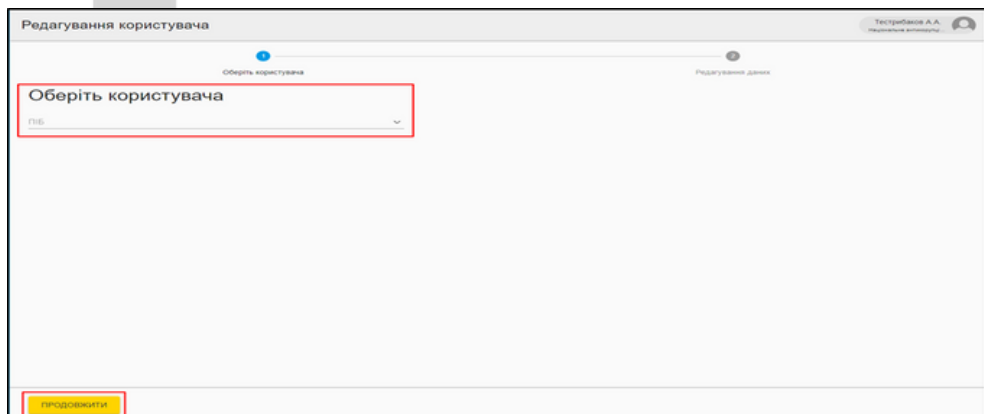 Редагування користувача
Тестрибаков А.А.
1
2
Оберіть користувача
Редагування даних
Оберіть користувача
ПІБ
ПРОДОВЖИТИ